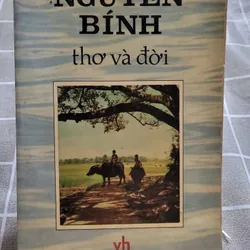 NGUYỄN
BÍNH
thơ và đời
vh